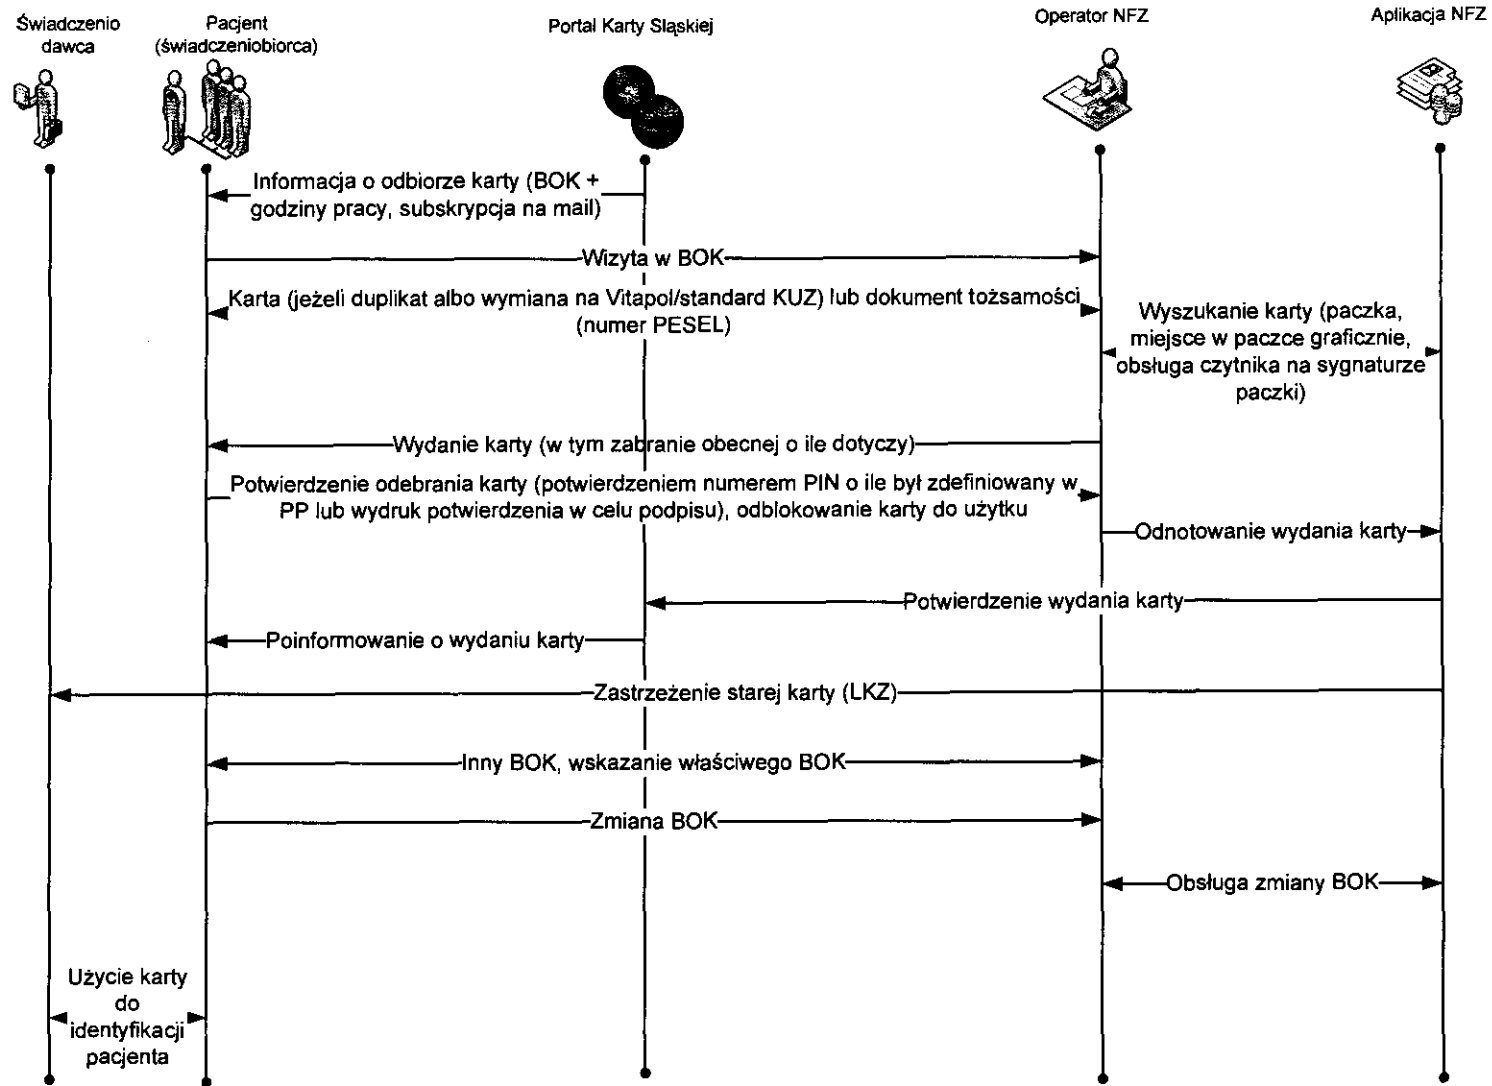 Świadczenio
dawca
Pacjent
(świadczeniobiorca)
Portal Karty Śląskiej
Operator NFZ
Aplikacja NFZ
Informacja o odbiorze karty (BOK +
godziny pracy, subskrypcja na mail)
Wizyta w BOK
Karta (jeżeli duplikat albo wymiana na Vitapol/standard KUZ) lub dokument tożsamości
(numer PESEL)
Wyszukanie karty (paczka,
miejsce w paczce graficznie,
obsługa czytnika na sygnaturze
paczki)
Wydanie karty (w tym zabranie obecnej o ile dotyczy)
Potwierdzenie odebrania karty (potwierdzeniem numerem PIN o ile był zdefiniowany w
PP lub wydruk potwierdzenia w celu podpisu), odblokowanie karty do użytku
Odnotowanie wydania karty
Potwierdzenie wydania karty
Poinformowanie o wydaniu karty
Zastrzeżenie starej karty (LKZ)
Inny BOK, wskazanie właściwego BOK
Zmiana BOK
Obsługa zmiany BOK
Użycie karty
do
identyfikacji
pacjenta